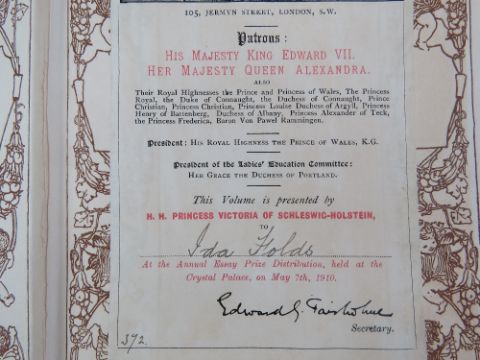 105, JERMYN STREET, LONDON, S.W.
Patrons:
HIS MAJESTY KING EDWARD VII.
HER MAJESTY QUEEN ALEXANDRA.
ALSO
Their Royal Highnesses the Prince and Princess of Wales, The Princess
Royal, the Duke of Connaught, the Duchess of Connaught, Prince
Christian, Princess Christian, Princess Louise Duchess of Argyll, Princess
Henry of Battenberg, Duchess of Albany, Princess Alexander of Teck,
the Princess Frederica, Baron Von Pawel Rammingen.
President: HIS ROYAL HIGHNESS THE PRINCE OF WALES, K.G.
President of the Ladies' Education Committee:
HER GRACE THE DUCHESS OF PORTLAND.
This Volume is presented by
H. H. PRINCESS VICTORIA OF SCHLESWIG-HOLSTEIN,
TO
Ida Folds
At the Annual Essay Prize Distribution, held at the
Crystal Palace, on May 7th, 1910.
Edward G. Fairholme
Secretary.
372.